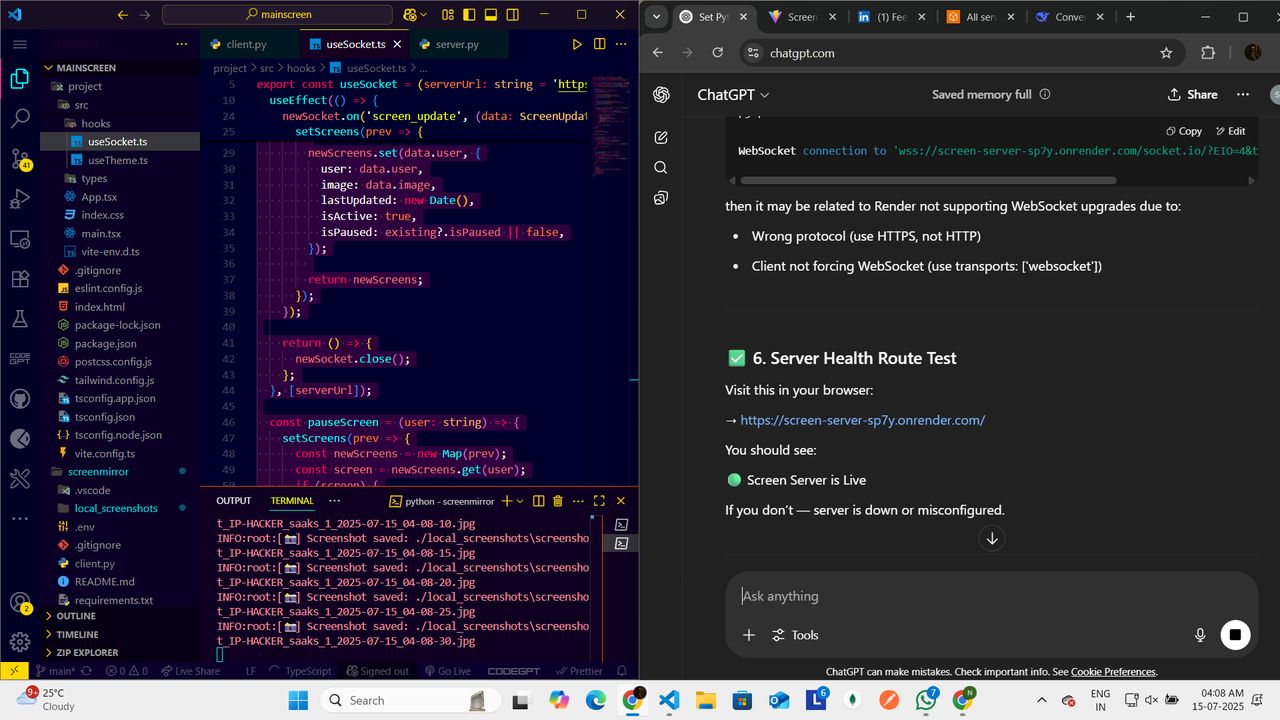 mainscreen
EXPLORER
MAINSCREEN
project
src
hooks
useSocket.ts
useTheme.ts
types
App.tsx
index.css
main.tsx
vite-env.d.ts
.gitignore
eslint.config.js
index.html
package-lock.json
package.json
postcss.config.js
tailwind.config.js
tsconfig.app.json
tsconfig.json
tsconfig.node.json
vite.config.ts
screenmirror
.vscode
local_screenshots
.env
.gitignore
client.py
README.md
requirements.txt
OUTLINE
TIMELINE
ZIP EXPLORER
41
2
CODE
GPT
client.py
useSocket.ts
server.py
project > src > hooks > useSocket.ts > ...
5 export const useSocket = (serverUrl: string = 'https
10 useEffect(() => {
24 newSocket.on('screen_update', (data: ScreenUpdat
25 setScreens(prev => {
29 newScreens.set(data.user, {
30 user: data.user,
31 image: data.image,
32 lastUpdated: new Date(),
33 isActive: true,
34 isPaused: existing?.isPaused || false,
35 });
36
37 return newScreens;
38 });
39 });
40
41 return () => {
42 newSocket.close();
43 };
44 }, [serverUrl]);
45
46 const pauseScreen = (user: string) => {
47 setScreens(prev => {
48 const newScreens = new Map(prev);
49 const screen = newScreens.get(user);
50 if (screen) {
OUTPUT TERMINAL ... python - screenmirror
t_IP-HACKER_saaks_1_2025-07-15_04-08-10.jpg
INFO:root:[📸] Screenshot saved: ./local_screenshots\screensho
t_IP-HACKER_saaks_1_2025-07-15_04-08-15.jpg
INFO:root:[📸] Screenshot saved: ./local_screenshots\screensho
t_IP-HACKER_saaks_1_2025-07-15_04-08-20.jpg
INFO:root:[📸] Screenshot saved: ./local_screenshots\screensho
t_IP-HACKER_saaks_1_2025-07-15_04-08-25.jpg
INFO:root:[📸] Screenshot saved: ./local_screenshots\screensho
t_IP-HACKER_saaks_1_2025-07-15_04-08-30.jpg
main* 0 0 Live Share LF TypeScript Signed out Go Live CODEGPT Prettier
Set Pyt
Screen
(1) Fee
All serv
Conver
chatgpt.com
ChatGPT
Saved memory full
Share
Copy Edit
WebSocket connection to 'wss://screen-server-sp7y.onrender.com/socket.io/?EIO=4&t
then it may be related to Render not supporting WebSocket upgrades due to:
• Wrong protocol (use HTTPS, not HTTP)
• Client not forcing WebSocket (use transports: ['websocket'])
✅ 6. Server Health Route Test
Visit this in your browser:
→ https://screen-server-sp7y.onrender.com/
You should see:
🟢 Screen Server is Live
If you don't — server is down or misconfigured.
Ask anything
Tools
ChatGPT can make mistakes. Check important info. See Cookie Preferences.
9+
25°C
Cloudy
Search
6
7
N
ENG
IN
04:08 AM
15-07-2025